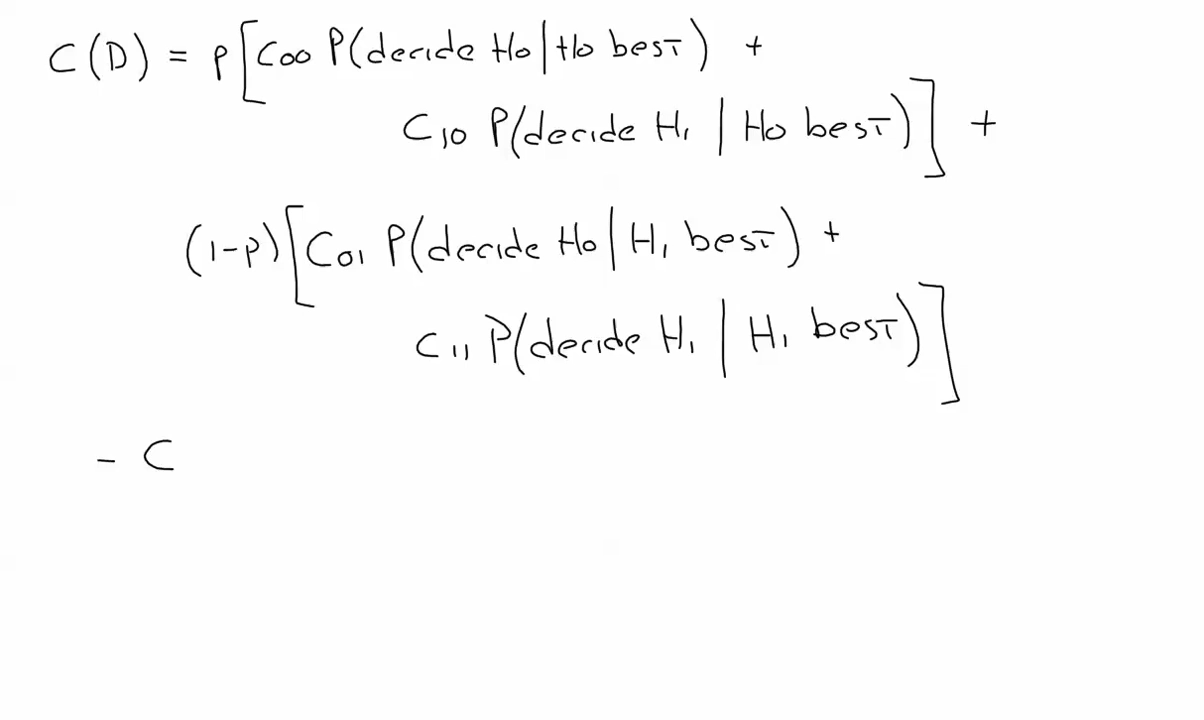 C(D) = p[C00 P(decide H0|H0 best) +
C10 P(decide H1 | H0 best)] +
(1-p)[C01 P(decide H0|H1 best) +
C11 P(decide H1 | H1 best)]
- C